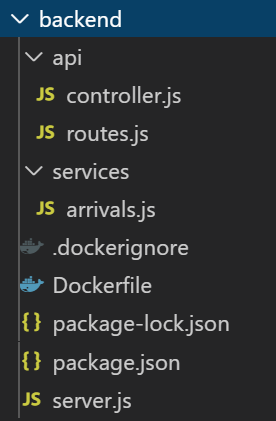 backend
api
JS controller.js
JS routes.js
services
JS arrivals.js
.dockerignore
Dockerfile
{} package-lock.json
{} package.json
JS server.js